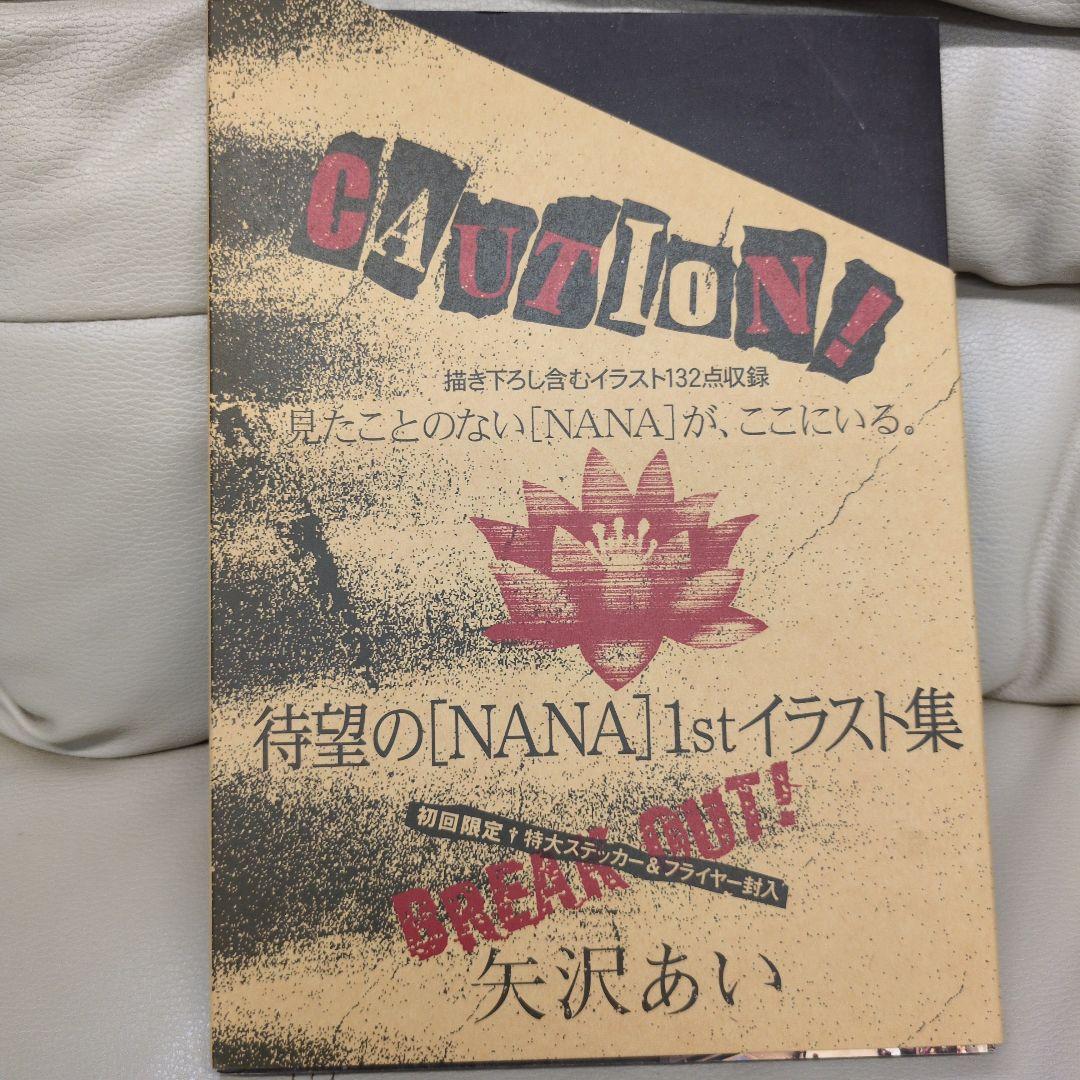 CAUTION!
描き下ろし含むイラスト132点収録
見たことのない[NANA]が、ここにいる。
待望の[NANA]1stイラスト集
BREAK OUT!
初回限定†特大ステッカー&フライヤー封入
矢沢あい